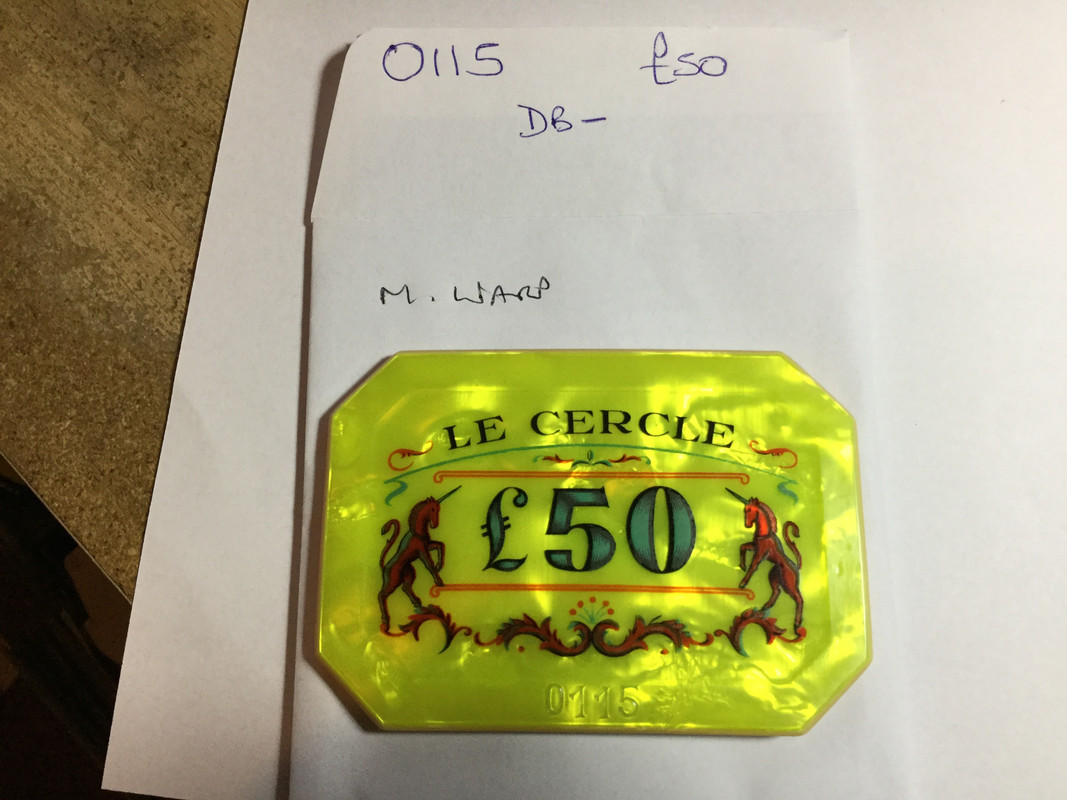 0115 £50
DB-
M. WARD
LE CERCLE
£50
0115